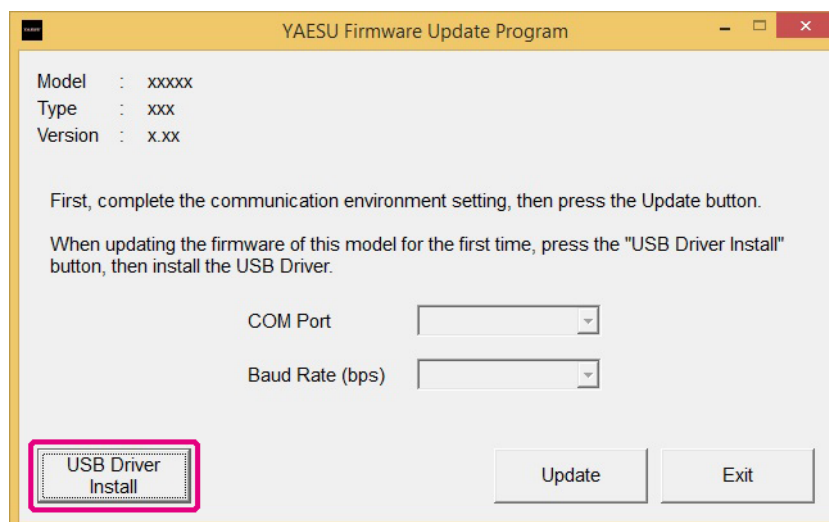 YAESU Firmware Update Program
Model : xxxxx
Type : xxx
Version : x.xx
First, complete the communication environment setting, then press the Update button.
When updating the firmware of this model for the first time, press the "USB Driver Install"
button, then install the USB Driver.
COM Port
Baud Rate (bps)
USB Driver
Install
Update
Exit